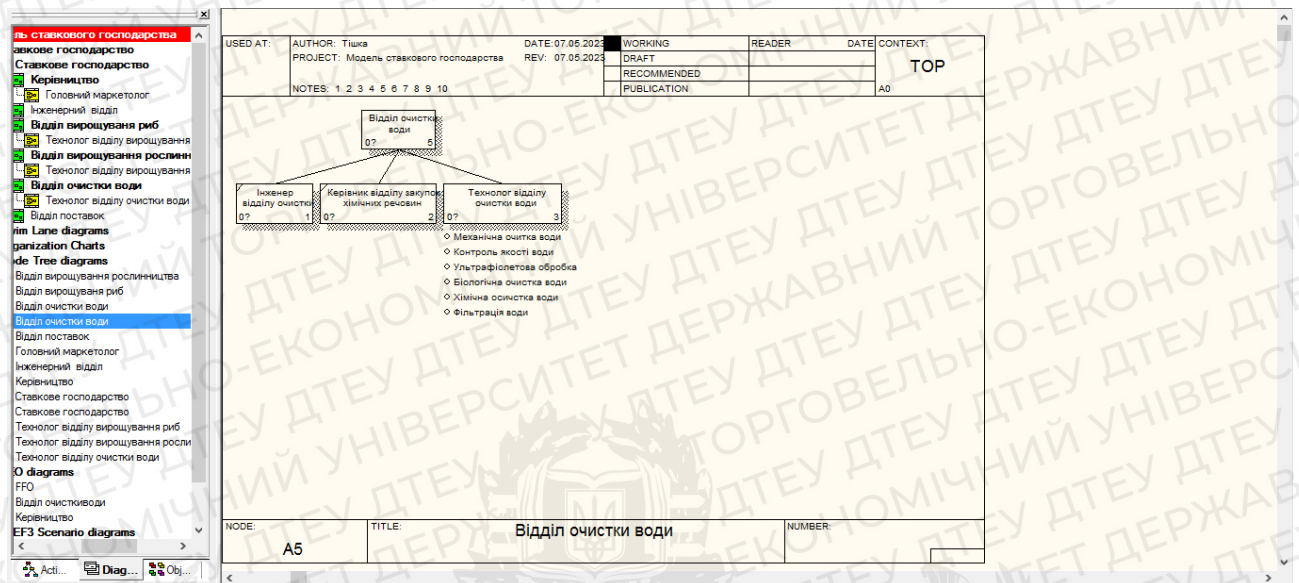 ль ставкового господарства
авкове господарство
Ставкове господарство
Керівництво
Головний маркетолог
Інженерний відділ
Відділ вирощуваня риб
Технолог відділу вирощування
Відділ вирощування рослинн
Технолог відділу вирощування
Відділ очистки води
Технолог відділу очистки води
Відділ поставок
im Lane diagrams
ganization Charts
de Tree diagrams
Відділ вирощування рослинництва
Відділ вирощуваня риб
Відділ очистки води
Відділ очистки води
Відділ поставок
Головний маркетолог
Інженерний відділ
Керівництво
Ставкове господарство
Ставкове господарство
Технолог відділу вирощування риб
Технолог відділу вирощування росли
Технолог відділу очистки води
O diagrams
FFO
Відділ очисткиводи
Керівництво
EF3 Scenario diagrams
Acti... Diag... Obj...
USED AT: AUTHOR: Тішка DATE: 07.05.2023 WORKING READER DATE CONTEXT:
PROJECT: Модель ставкового господарства REV: 07.05.2023 DRAFT TOP
RECOMMENDED
NOTES: 1 2 3 4 5 6 7 8 9 10 PUBLICATION A0
Відділ очистки
води
0? 5
Інженер
відділу очистки
0? 1
Керівник відділу закупок
хімічних речовин
0? 2
Технолог відділу
очистки води
0? 3
Механічна очитка води
Контроль якості води
Ультрафіолетова обробка
Біологічна очистка води
Хімічна осичстка води
Фільтрація води
NODE: TITLE: NUMBER:
A5 Відділ очистки води